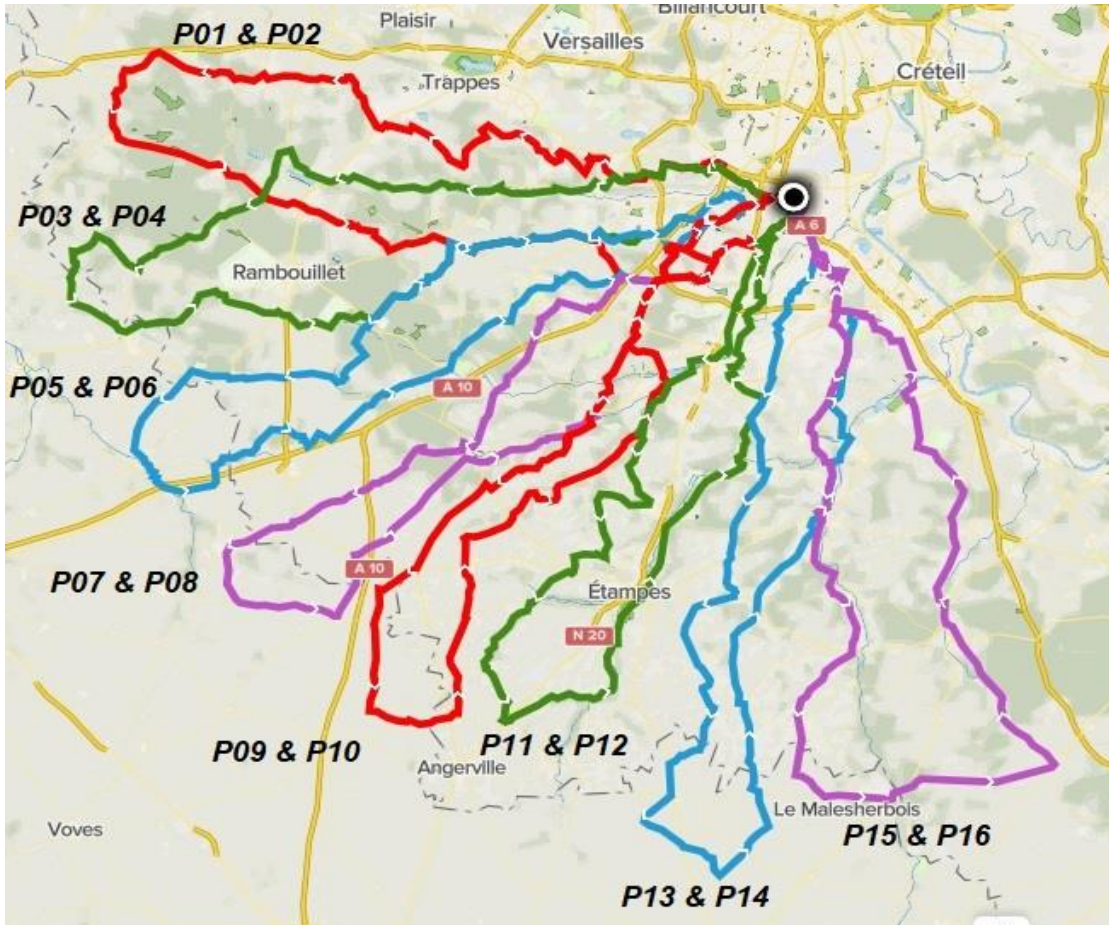 Billancourt
P01 & P02
Plaisir
Versailles
Créteil
Trappes
P03 & P04
A 6
Rambouillet
P05 & P06
A 10
P07 & P08
A 10
Étampes
N 20
P09 & P10
P11 & P12
Angerville
Le Malesherbois
Voves
P15 & P16
P13 & P14